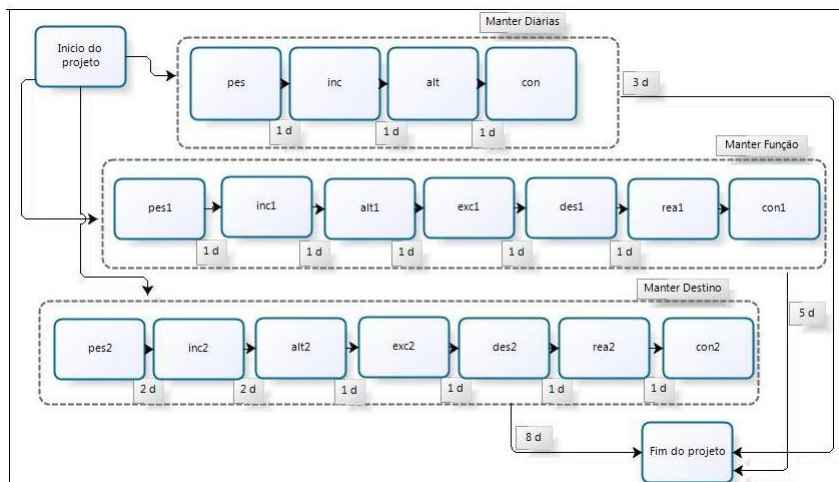 Manter Diárias
Início do
projeto
pes
inc
alt
con
1 d
1 d
1 d
3 d
Manter Função
pes1
inc1
alt1
exc1
des1
rea1
con1
1 d
1 d
1 d
1 d
1 d
Manter Destino
pes2
inc2
alt2
exc2
des2
rea2
con2
2 d
2 d
1 d
1 d
1 d
1 d
5 d
8 d
Fim do projeto